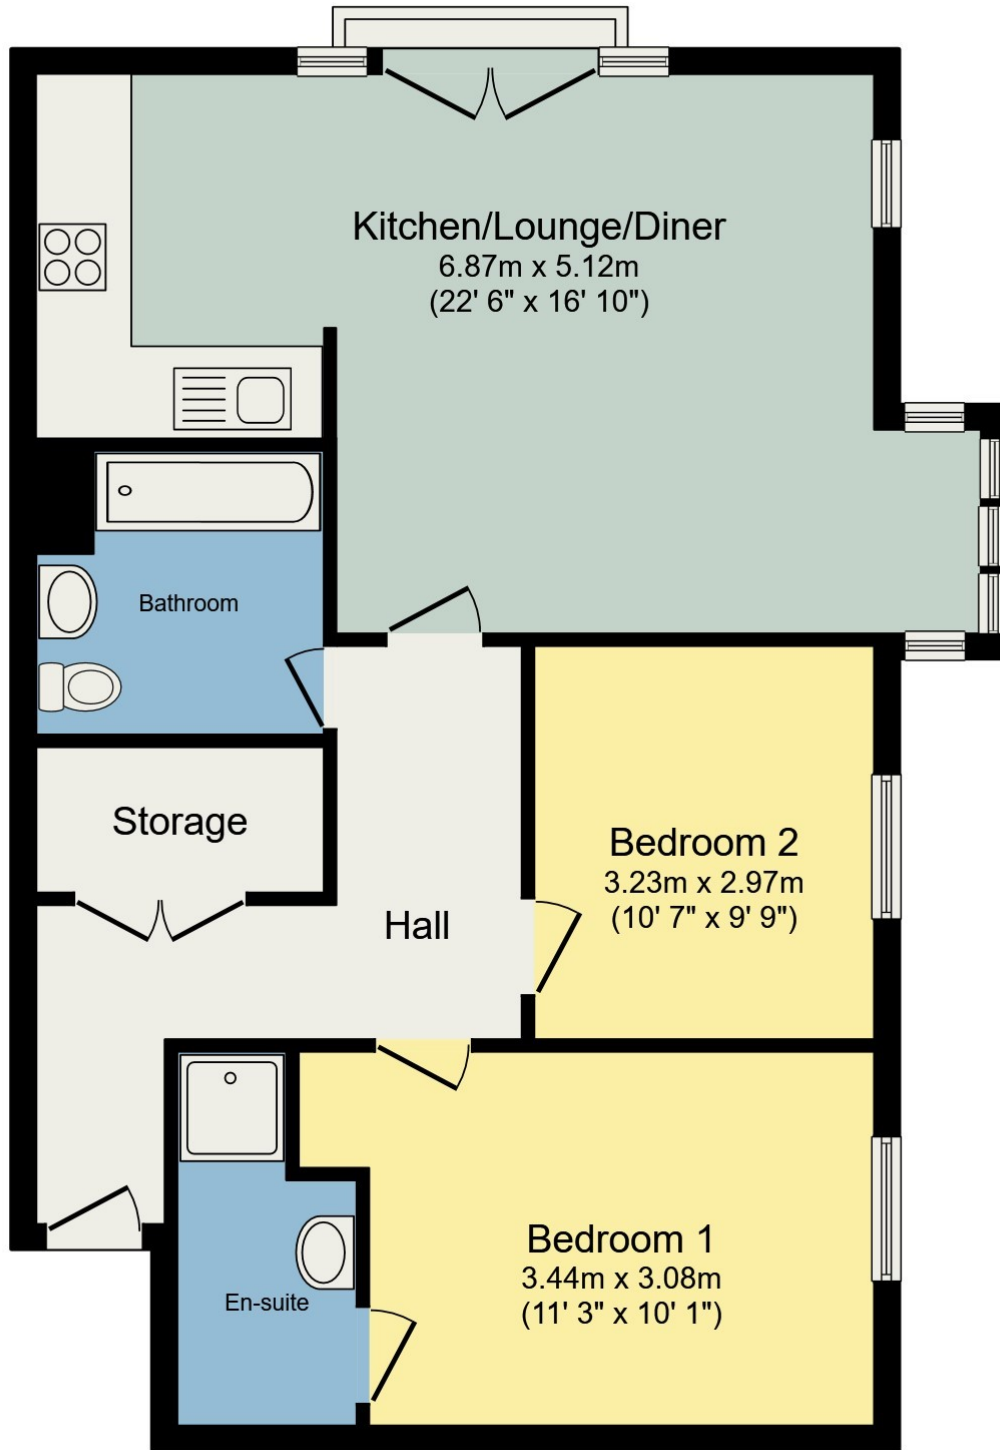 Kitchen/Lounge/Diner
6.87m x 5.12m
(22' 6" x 16' 10")
Bathroom
Storage
Hall
Bedroom 2
3.23m x 2.97m
(10' 7" x 9' 9")
Bedroom 1
3.44m x 3.08m
(11' 3" x 10' 1")
En-suite